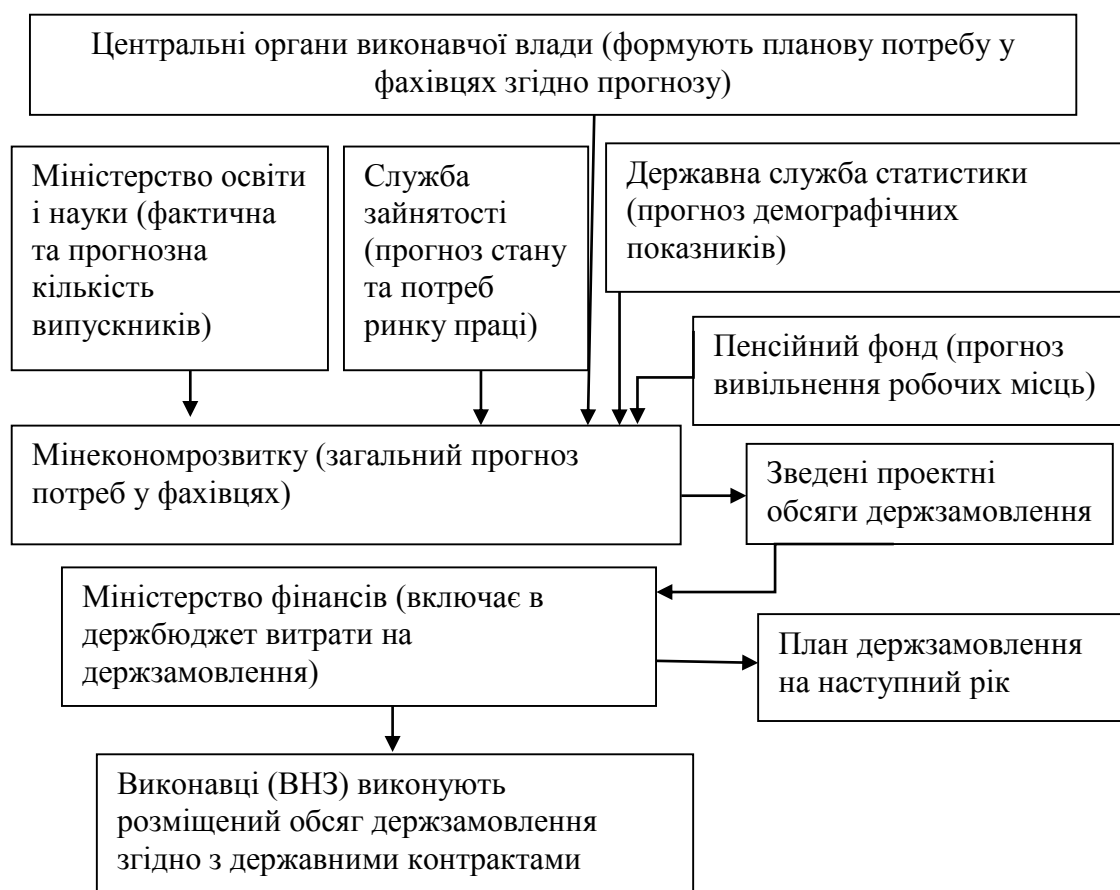 Центральні органи виконавчої влади (формують планову потребу у
фахівцях згідно прогнозу)
Міністерство освіти
і науки (фактична
та прогнозна
кількість
випускників)
Служба
зайнятості
(прогноз стану
та потреб
ринку праці)
Державна служба статистики
(прогноз демографічних
показників)
Пенсійний фонд (прогноз
вивільнення робочих місць)
Мінекономрозвитку (загальний прогноз
потреб у фахівцях)
Зведені проектні
обсяги держзамовлення
Міністерство фінансів (включає в
держбюджет витрати на
держзамовлення)
План держзамовлення
на наступний рік
Виконавці (ВНЗ) виконують
розміщений обсяг держзамовлення
згідно з державними контрактами